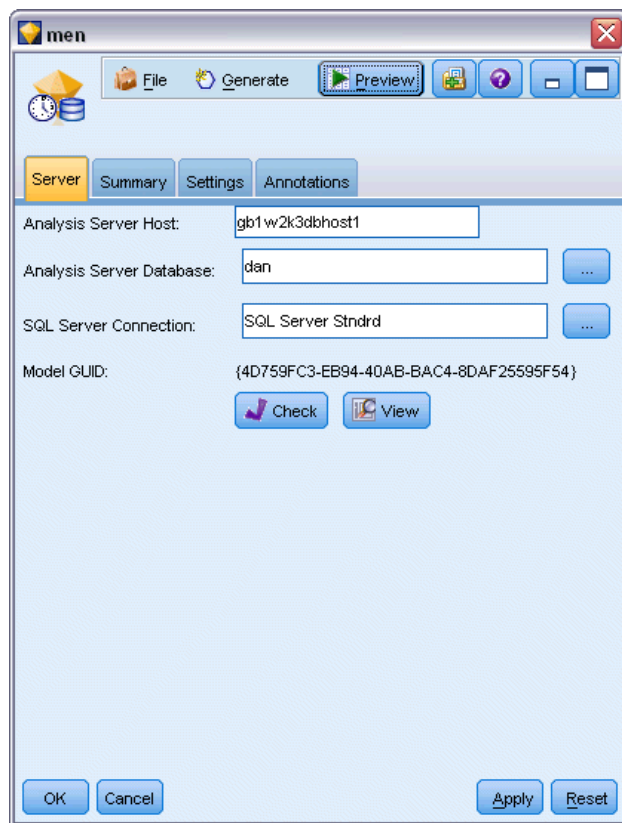 men
File Generate Preview
Server Summary Settings Annotations
Analysis Server Host: gb1w2k3dbhost1
Analysis Server Database: dan ...
SQL Server Connection: SQL Server Stndrd ...
Model GUID: {4D759FC3-EB94-40AB-BAC4-8DAF25595F54}
Check View
OK Cancel Apply Reset